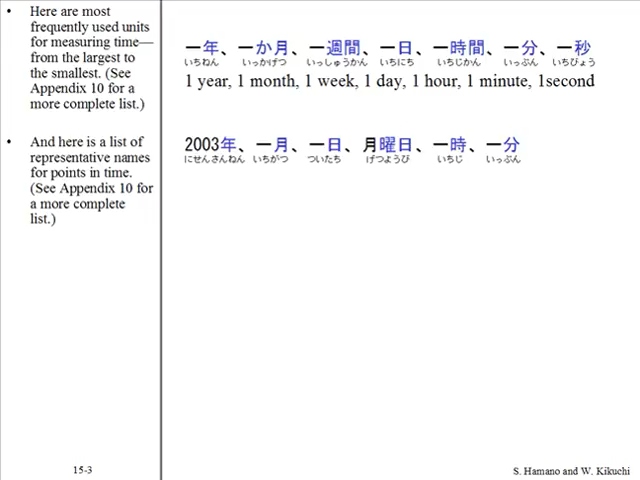 • Here are most
frequently used units
for measuring time—
from the largest to
the smallest. (See
Appendix 10 for a
more complete list.)
• And here is a list of
representative names
for points in time.
(See Appendix 10 for
a more complete
list.)
一年、一か月、一週間、一日、一時間、一分、一秒
いちねん いっかげつ いっしゅうかん いちにち いちじかん いっぷん いちびょう
1 year, 1 month, 1 week, 1 day, 1 hour, 1 minute, 1second
2003年、一月、一日、月曜日、一時、一分
にせんさんねん いちがつ ついたち げつようび いちじ いっぷん
15-3
S. Hamano and W. Kikuchi